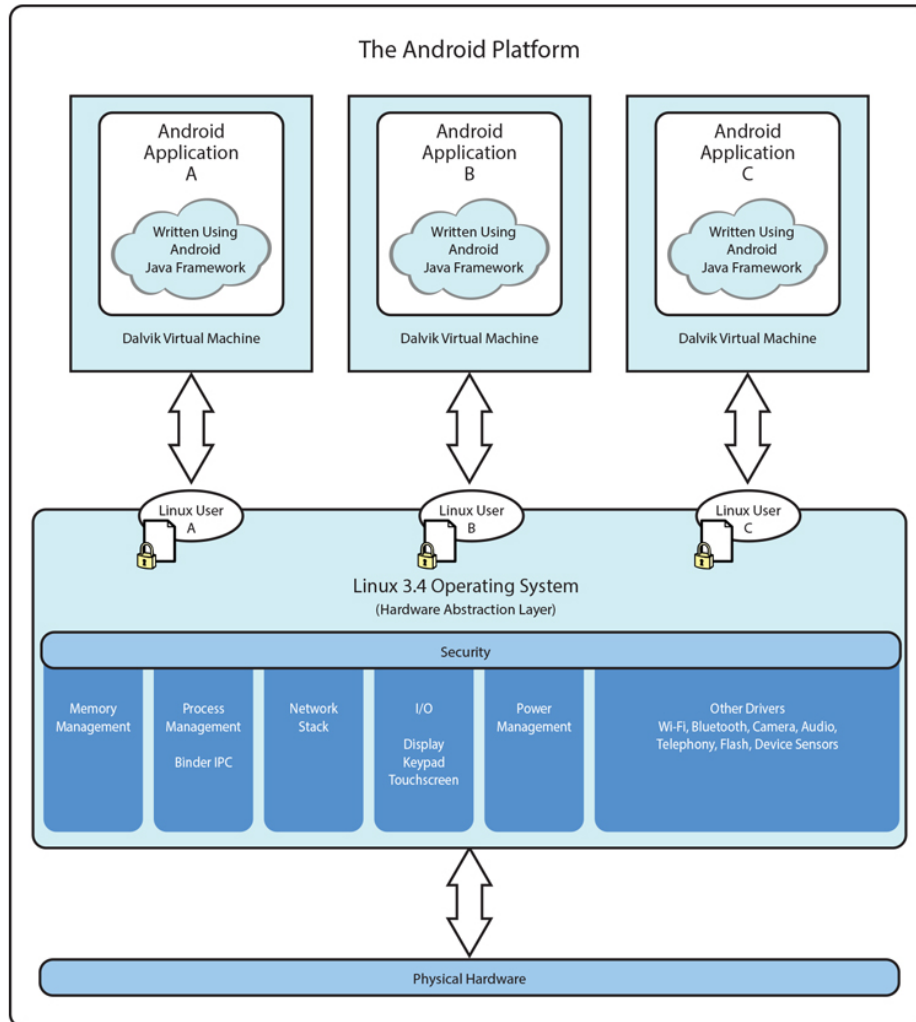 The Android Platform
Android
Application
A
Written Using
Android
Java Framework
Dalvik Virtual Machine
Android
Application
B
Written Using
Android
Java Framework
Dalvik Virtual Machine
Android
Application
C
Written Using
Android
Java Framework
Dalvik Virtual Machine
Linux User
A
Linux User
B
Linux User
C
Linux 3.4 Operating System
(Hardware Abstraction Layer)
Security
Memory
Management
Process
Management
Binder IPC
Network
Stack
I/O
Display
Keypad
Touchscreen
Power
Management
Other Drivers
Wi-Fi, Bluetooth, Camera, Audio,
Telephony, Flash, Device Sensors
Physical Hardware